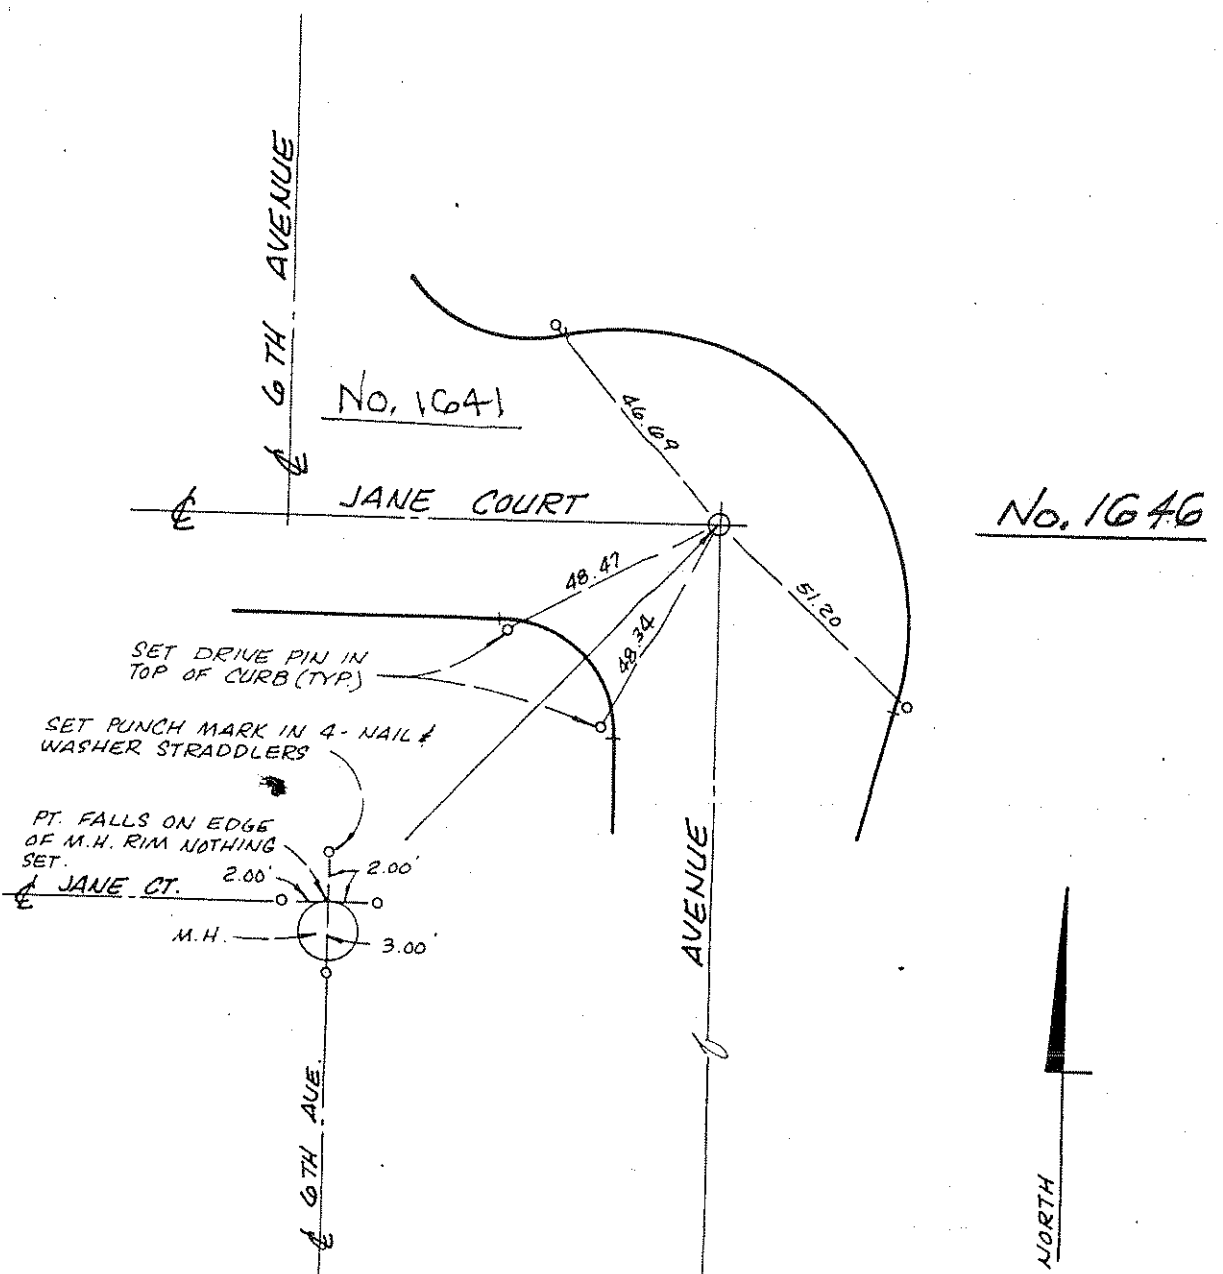 ℄ 6TH AVENUE
No. 1641
46.69
℄ JANE COURT
No. 1646
48.47
51.20
48.34
SET DRIVE PIN IN
TOP OF CURB (TYP.)
SET PUNCH MARK IN 4 - NAIL &
WASHER STRADDLERS
PT. FALLS ON EDGE
OF M.H. RIM NOTHING
SET.
2.00'
2.00'
℄ JANE CT.
M.H.
3.00'
AVENUE
℄ 6TH AVE.
NORTH